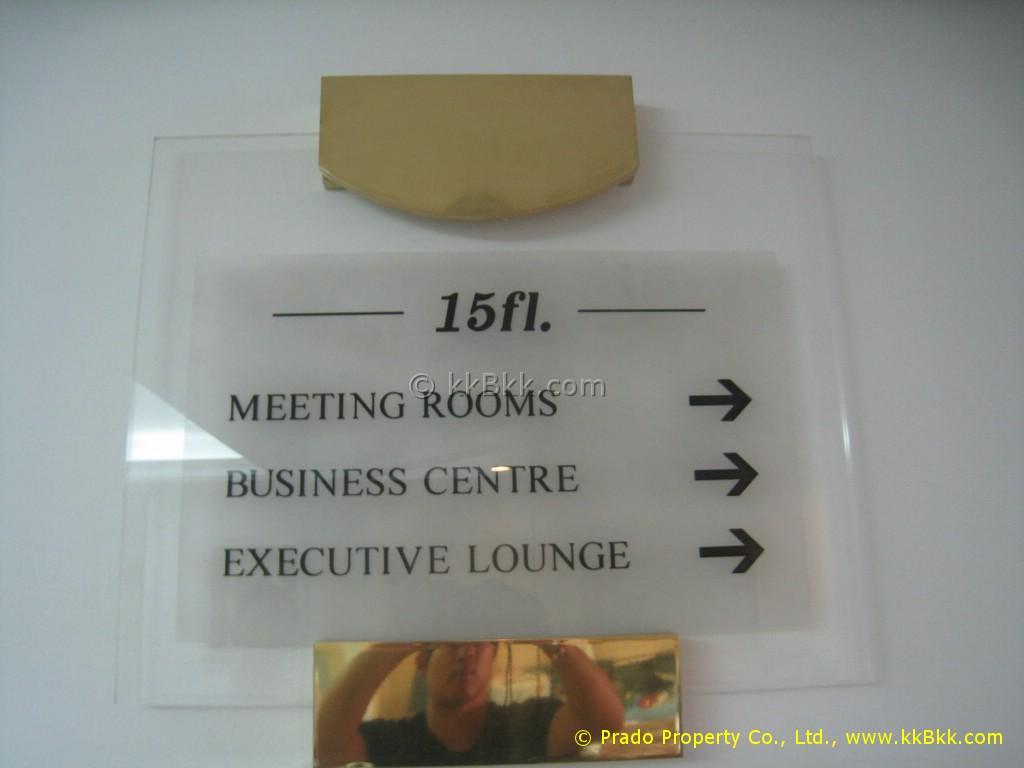 15fl.
© kkBkk.com
MEETING ROOMS
BUSINESS CENTRE
EXECUTIVE LOUNGE
© Prado Property Co., Ltd., www.kkBkk.com